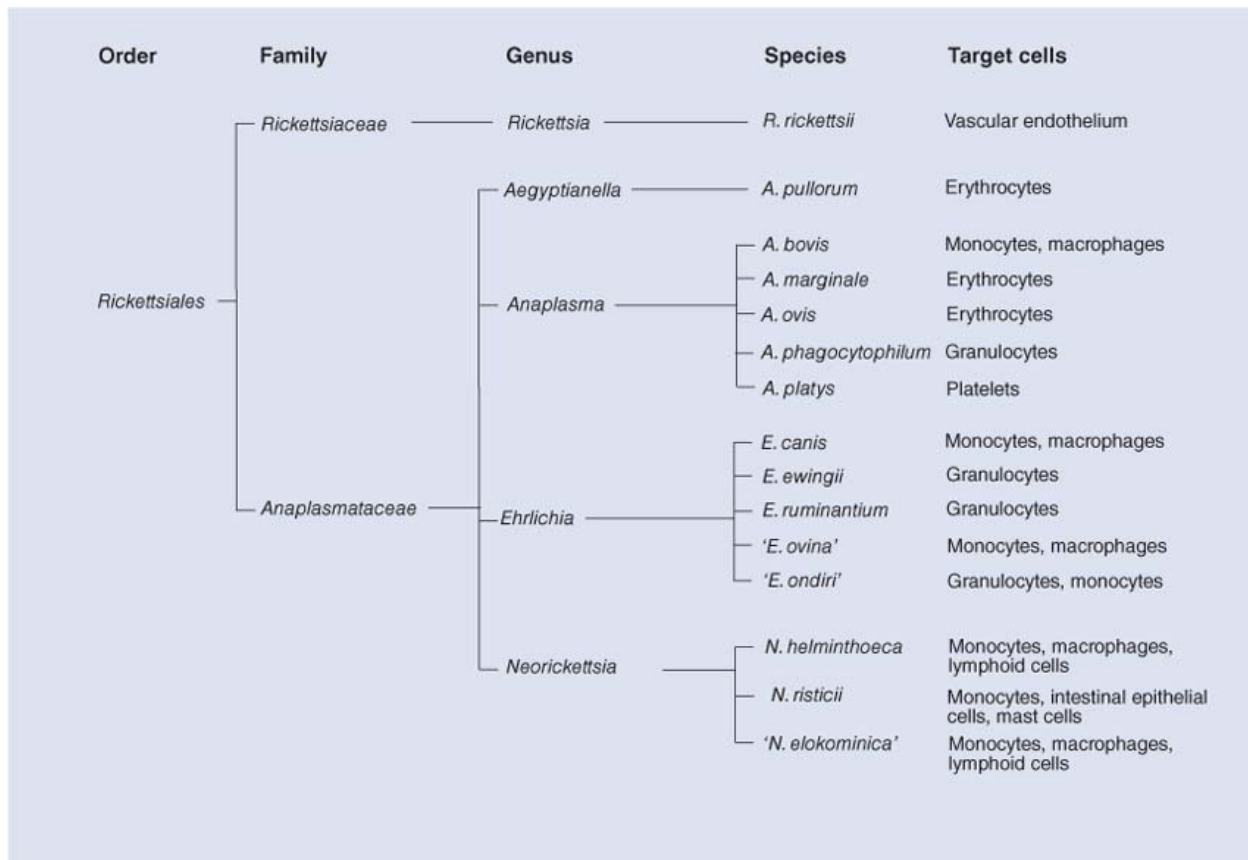 Order Family Genus Species Target cells
Rickettsiaceae Rickettsia R. rickettsii Vascular endothelium
Aegyptianella A. pullorum Erythrocytes
A. bovis Monocytes, macrophages
A. marginale Erythrocytes
Rickettsiales Anaplasma A. ovis Erythrocytes
A. phagocytophilum Granulocytes
A. platys Platelets
E. canis Monocytes, macrophages
E. ewingii Granulocytes
Anaplasmataceae Ehrlichia E. ruminantium Granulocytes
‘E. ovina’ Monocytes, macrophages
‘E. ondiri’ Granulocytes, monocytes
Neorickettsia N. helminthoeca Monocytes, macrophages,
lymphoid cells
N. risticii Monocytes, intestinal epithelial
cells, mast cells
‘N. elokominica’ Monocytes, macrophages,
lymphoid cells